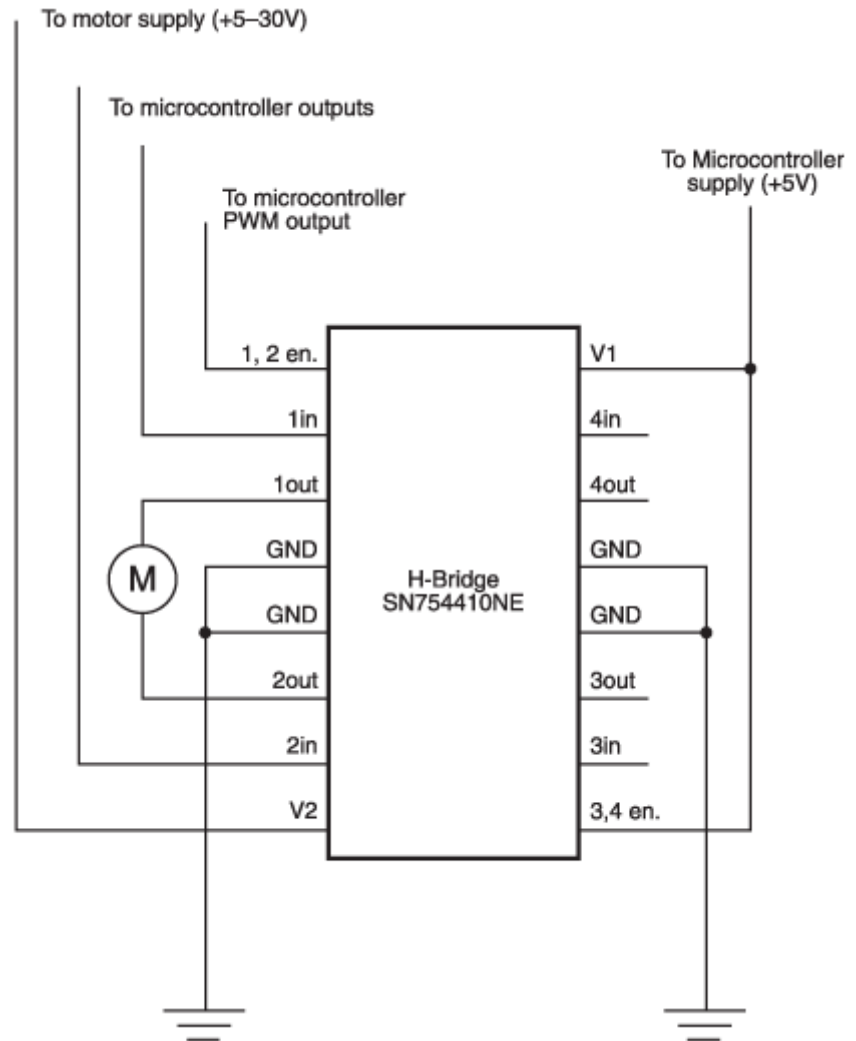 To motor supply (+5–30V)
To microcontroller outputs
To microcontroller
PWM output
To Microcontroller
supply (+5V)
1, 2 en.
1in
1out
GND
GND
2out
2in
V2
M
H-Bridge
SN754410NE
V1
4in
4out
GND
GND
3out
3in
3,4 en.